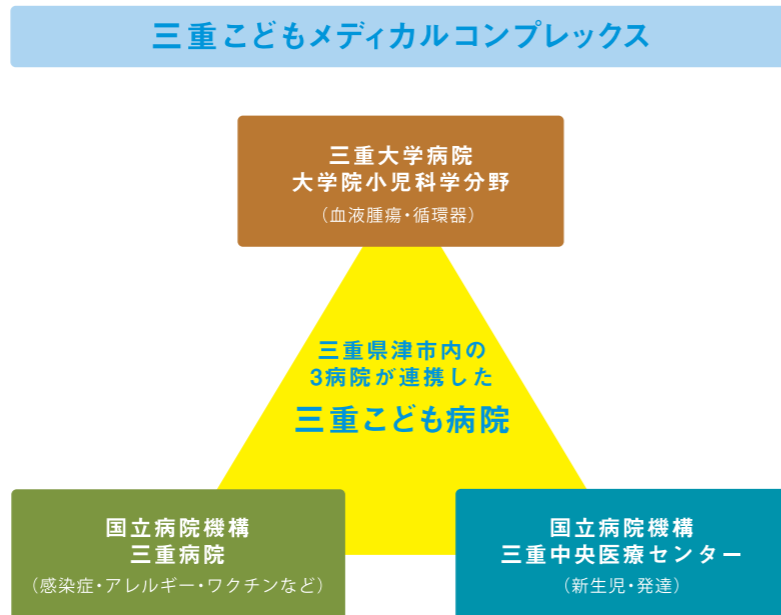 三重こどもメディカルコンプレックス
三重大学病院
大学院小児科学分野
（血液腫瘍・循環器）
三重県津市内の
3病院が連携した
三重こども病院
国立病院機構
三重病院
（感染症・アレルギー・ワクチンなど）
国立病院機構
三重中央医療センター
（新生児・発達）